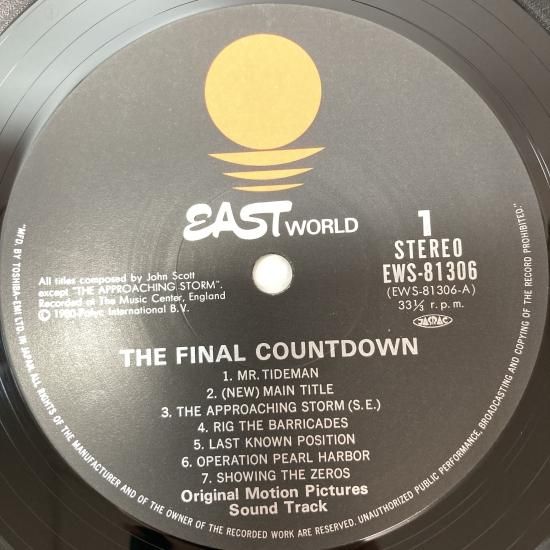 EAST WORLD
1
STEREO
EWS-81306
(EWS-81306-A)
33⅓ r.p.m.
JASRAC
All titles composed by John Scott
except "THE APPROACHING STORM".
Recorded at The Music Center, England
Ⓒ 1980 Polyc International B.V.
THE FINAL COUNTDOWN
1. MR. TIDEMAN
2. (NEW) MAIN TITLE
3. THE APPROACHING STORM (S.E.)
4. RIG THE BARRICADES
5. LAST KNOWN POSITION
6. OPERATION PEARL HARBOR
7. SHOWING THE ZEROS
Original Motion Pictures
Sound Track
"MFD. BY TOSHIBA-EMI LTD. IN JAPAN ALL RIGHTS OF THE MANUFACTURER AND OF THE OWNER OF THE RECORDED WORK ARE RESERVED. UNAUTHORIZED PUBLIC PERFORMANCE, BROADCASTING AND COPYING OF THE RECORD PROHIBITED."